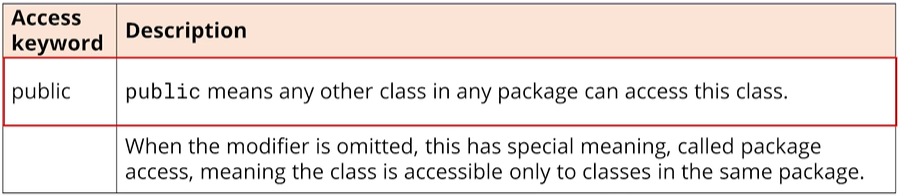 Access
keyword
Description
public
public means any other class in any package can access this class.
When the modifier is omitted, this has special meaning, called package
access, meaning the class is accessible only to classes in the same package.